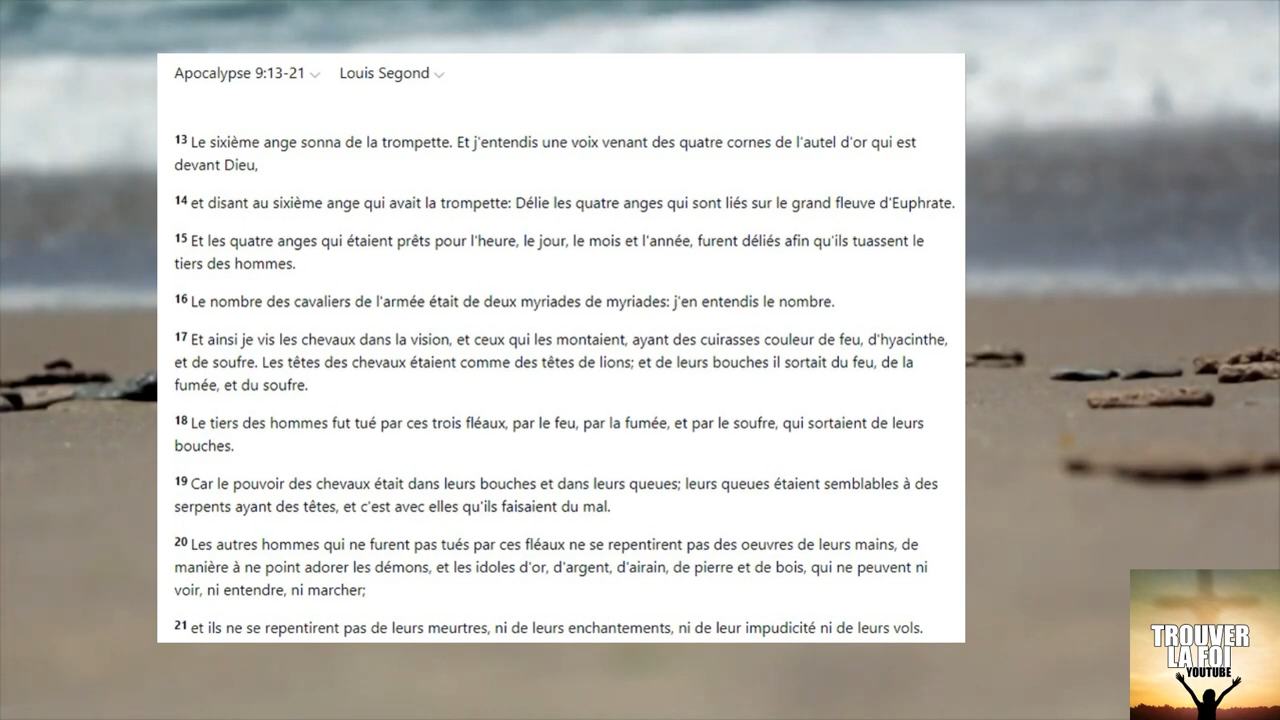 Apocalypse 9:13-21 Louis Segond
13 Le sixième ange sonna de la trompette. Et j'entendis une voix venant des quatre cornes de l'autel d'or qui est
devant Dieu,
14 et disant au sixième ange qui avait la trompette: Délie les quatre anges qui sont liés sur le grand fleuve d'Euphrate.
15 Et les quatre anges qui étaient prêts pour l'heure, le jour, le mois et l'année, furent déliés afin qu'ils tuassent le
tiers des hommes.
16 Le nombre des cavaliers de l'armée était de deux myriades de myriades: j'en entendis le nombre.
17 Et ainsi je vis les chevaux dans la vision, et ceux qui les montaient, ayant des cuirasses couleur de feu, d'hyacinthe,
et de soufre. Les têtes des chevaux étaient comme des têtes de lions; et de leurs bouches il sortait du feu, de la
fumée, et du soufre.
18 Le tiers des hommes fut tué par ces trois fléaux, par le feu, par la fumée, et par le soufre, qui sortaient de leurs
bouches.
19 Car le pouvoir des chevaux était dans leurs bouches et dans leurs queues; leurs queues étaient semblables à des
serpents ayant des têtes, et c'est avec elles qu'ils faisaient du mal.
20 Les autres hommes qui ne furent pas tués par ces fléaux ne se repentirent pas des oeuvres de leurs mains, de
manière à ne point adorer les démons, et les idoles d'or, d'argent, d'airain, de pierre et de bois, qui ne peuvent ni
voir, ni entendre, ni marcher;
21 et ils ne se repentirent pas de leurs meurtres, ni de leurs enchantements, ni de leur impudicité ni de leurs vols.
TROUVER
LA FOI
YOUTUBE